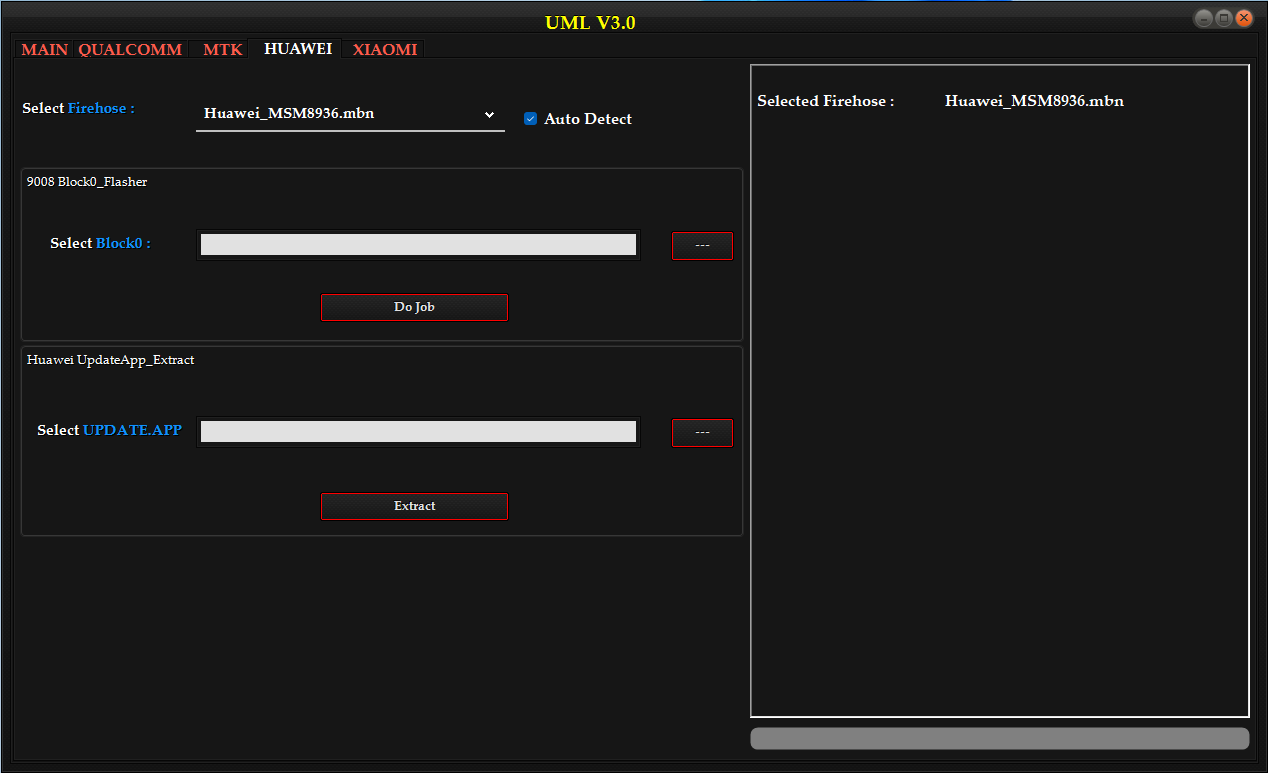 UML V3.0
MAIN QUALCOMM MTK HUAWEI XIAOMI
Select Firehose :
Huawei_MSM8936.mbn
Auto Detect
9008 Block0_Flasher
Select Block0 :
---
Do Job
Huawei UpdateApp_Extract
Select UPDATE.APP
---
Extract
Selected Firehose : Huawei_MSM8936.mbn